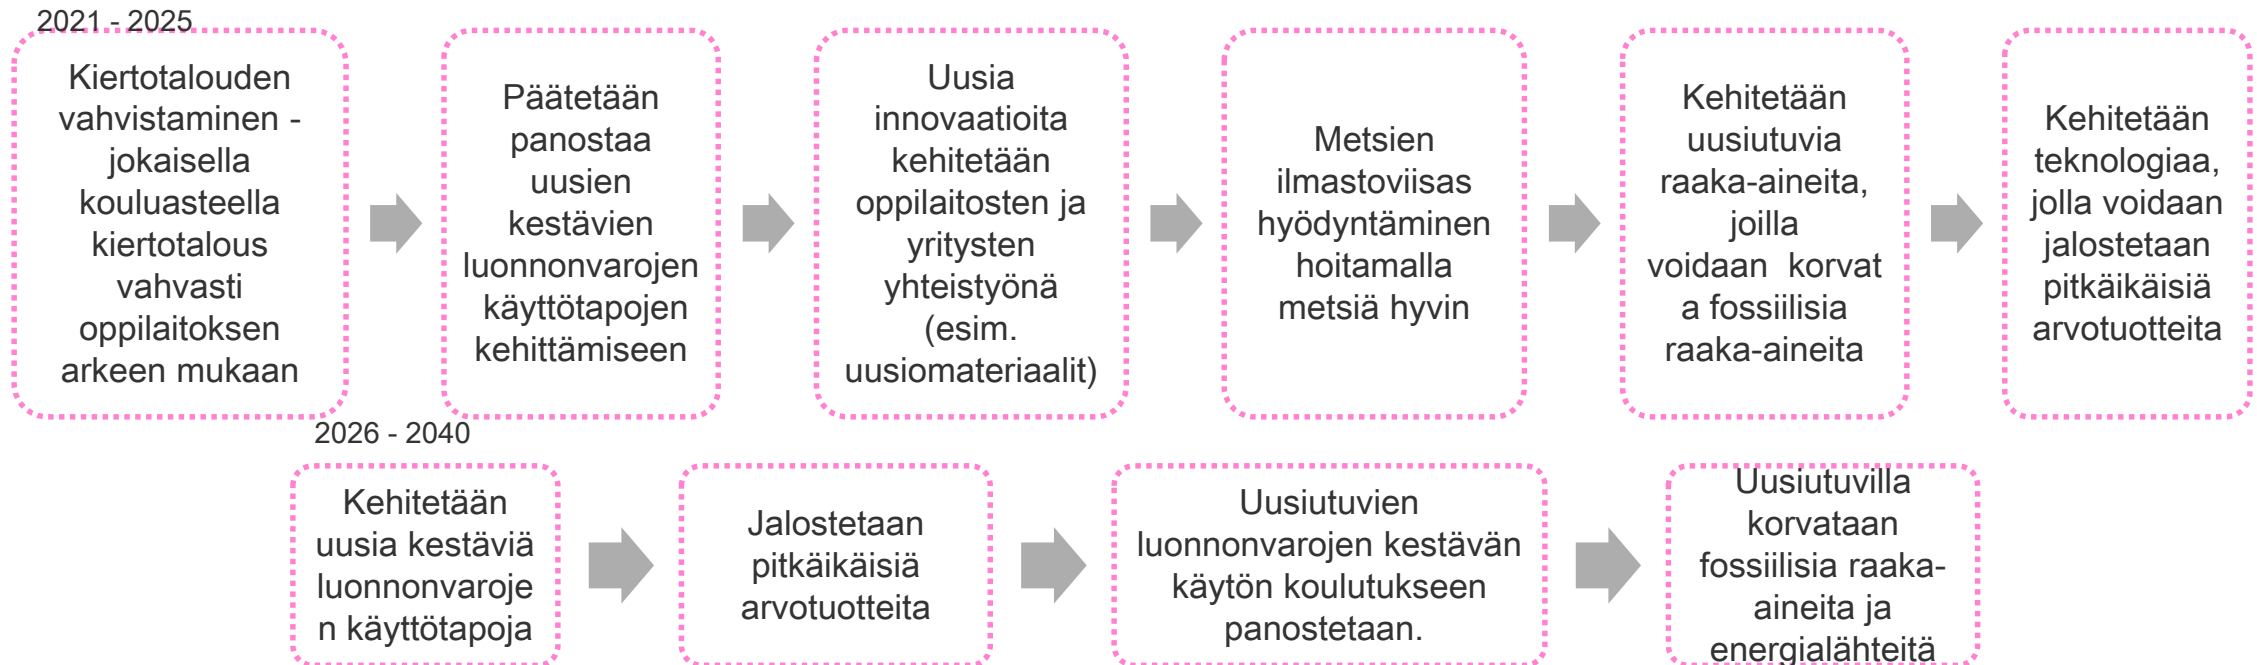 2021 - 2025
Kiertotalouden
vahvistaminen -
jokaisella
kouluasteella
kiertotalous
vahvasti
oppilaitoksen
arkeen mukaan
Päätetään
panostaa
uusien
kestävien
luonnonvarojen
käyttötapojen
kehittämiseen
Uusia
innovaatioita
kehitetään
oppilaitosten ja
yritysten
yhteistyönä
(esim.
uusiomateriaalit)
Metsien
ilmastoviisas
hyödyntäminen
hoitamalla
metsiä hyvin
Kehitetään
uusiutuvia
raaka-aineita,
joilla
voidaan  korvat
a fossiilisia
raaka-aineita
Kehitetään
teknologiaa,
jolla voidaan
jalostetaan
pitkäikäisiä
arvotuotteita
2026 - 2040
Kehitetään
uusia kestäviä
luonnonvaroje
n käyttötapoja
Jalostetaan
pitkäikäisiä
arvotuotteita
Uusiutuvien
luonnonvarojen kestävän
käytön koulutukseen
panostetaan.
Uusiutuvilla
korvataan
fossiilisia raaka-
aineita ja
energialähteitä